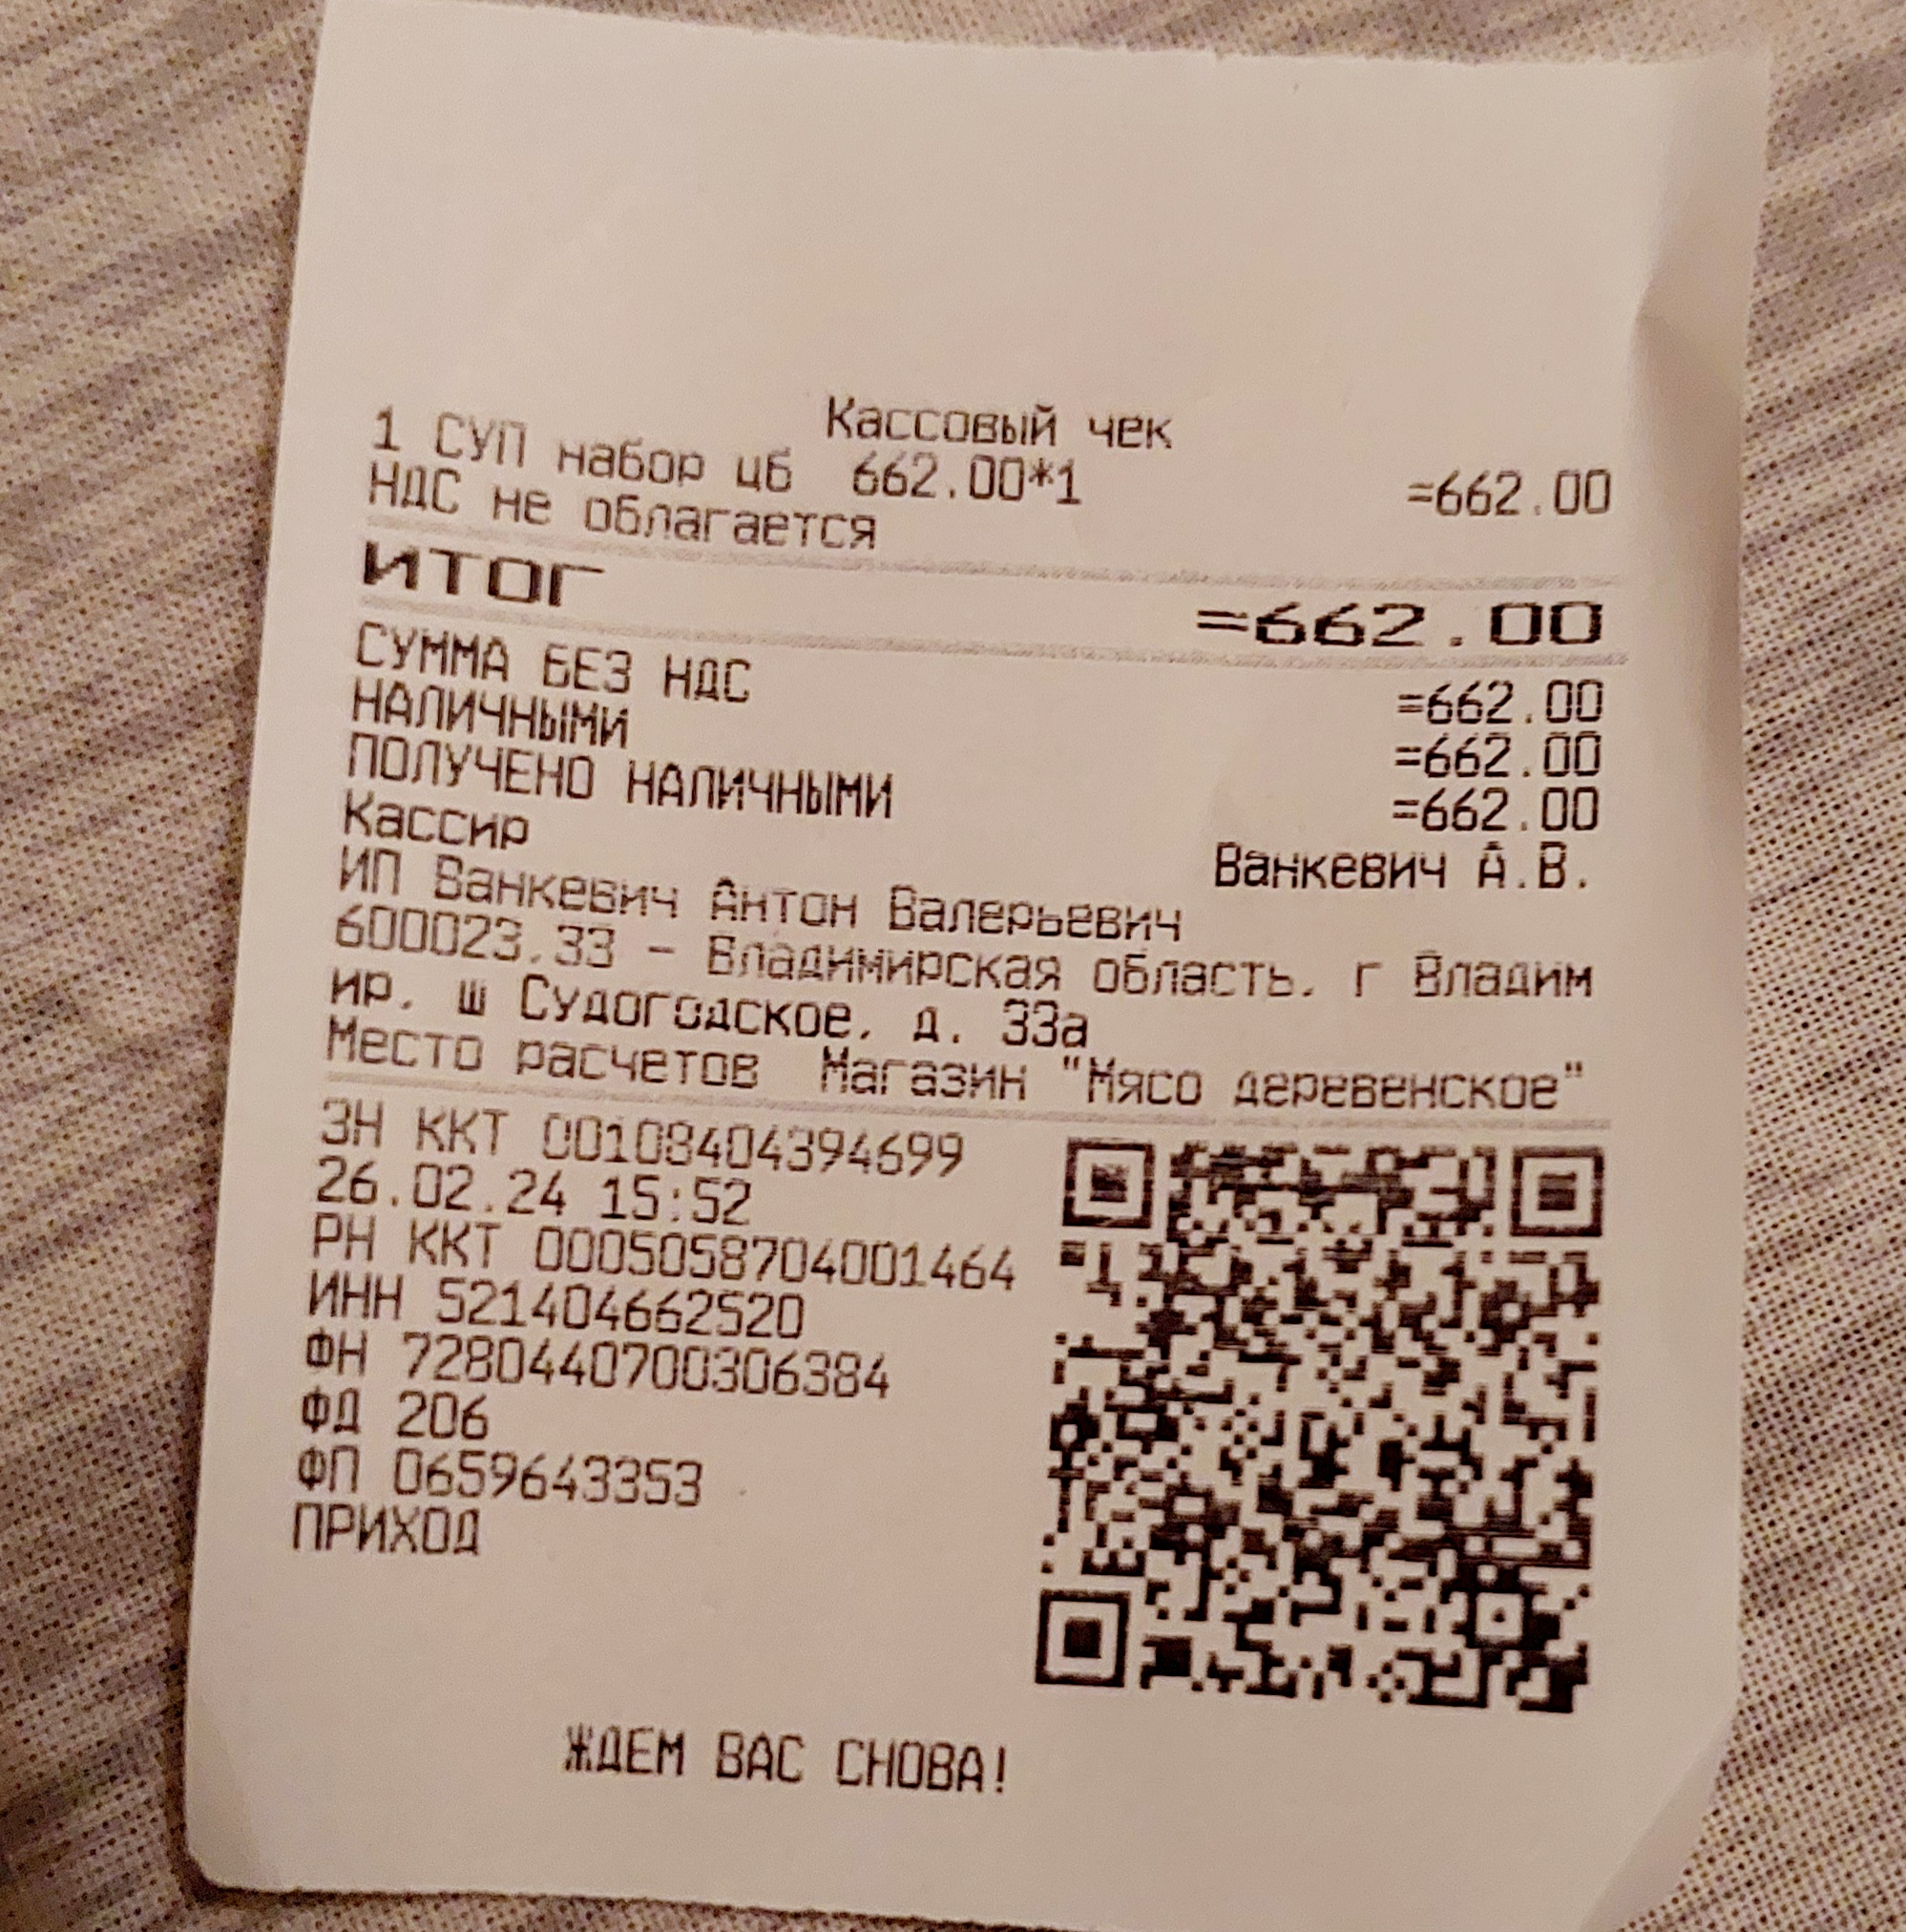 Кассовый чек
1 СУП набор цб 662.00*1 =662.00
НДС не облагается
ИТОГ =662.00
СУММА БЕЗ НДС =662.00
НАЛИЧНЫМИ =662.00
ПОЛУЧЕНО НАЛИЧНЫМИ =662.00
Кассир Ванкевич А.В.
ИП Ванкевич Антон Валерьевич
600023,33 - Владимирская область, г Владим
ир, ш Судогодское, д. 33а
Место расчетов Магазин "Мясо деревенское"
ЗН ККТ 00108404394699
26.02.24 15:52
РН ККТ 0005058704001464
ИНН 521404662520
ФН 7280440700306384
ФД 206
ФП 0659643353
ПРИХОД
ЖДЕМ ВАС СНОВА!